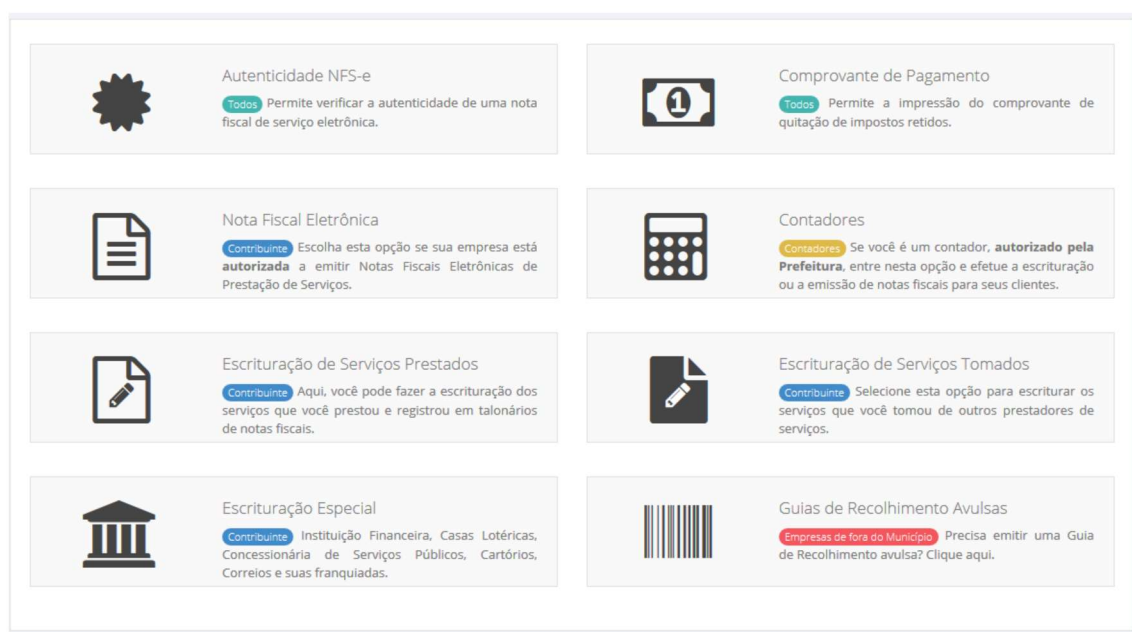 Autenticidade NFS-e
Todos Permite verificar a autenticidade de uma nota
fiscal de serviço eletrônica.
Comprovante de Pagamento
Todos Permite a impressão do comprovante de
quitação de impostos retidos.
Nota Fiscal Eletrônica
Contribuinte Escolha esta opção se sua empresa está
autorizada a emitir Notas Fiscais Eletrônicas de
Prestação de Serviços.
Contadores
Contadores Se você é um contador, autorizado pela
Prefeitura, entre nesta opção e efetue a escrituração
ou a emissão de notas fiscais para seus clientes.
Escrituração de Serviços Prestados
Contribuinte Aqui, você pode fazer a escrituração dos
serviços que você prestou e registrou em talonários
de notas fiscais.
Escrituração de Serviços Tomados
Contribuinte Selecione esta opção para escriturar os
serviços que você tomou de outros prestadores de
serviços.
Escrituração Especial
Contribuinte Instituição Financeira, Casas Lotéricas,
Concessionária de Serviços Públicos, Cartórios,
Correios e suas franquiadas.
Guias de Recolhimento Avulsas
Empresas de fora do Município Precisa emitir uma Guia
de Recolhimento avulsa? Clique aqui.